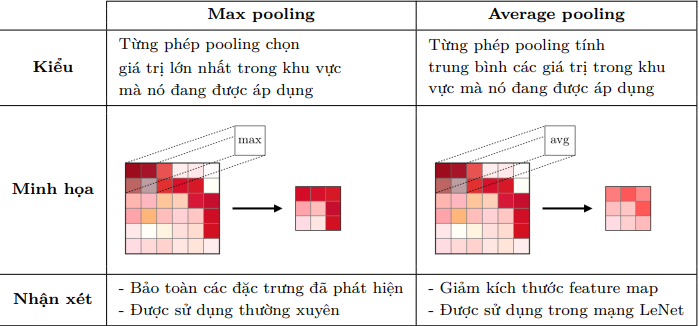 Max pooling
Average pooling
Kiểu
Từng phép pooling chọn
giá trị lớn nhất trong khu vực
mà nó đang được áp dụng
Từng phép pooling tính
trung bình các giá trị trong khu
vực mà nó đang được áp dụng
Minh họa
max
avg
Nhận xét
- Bảo toàn các đặc trưng đã phát hiện
- Được sử dụng thường xuyên
- Giảm kích thước feature map
- Được sử dụng trong mạng LeNet